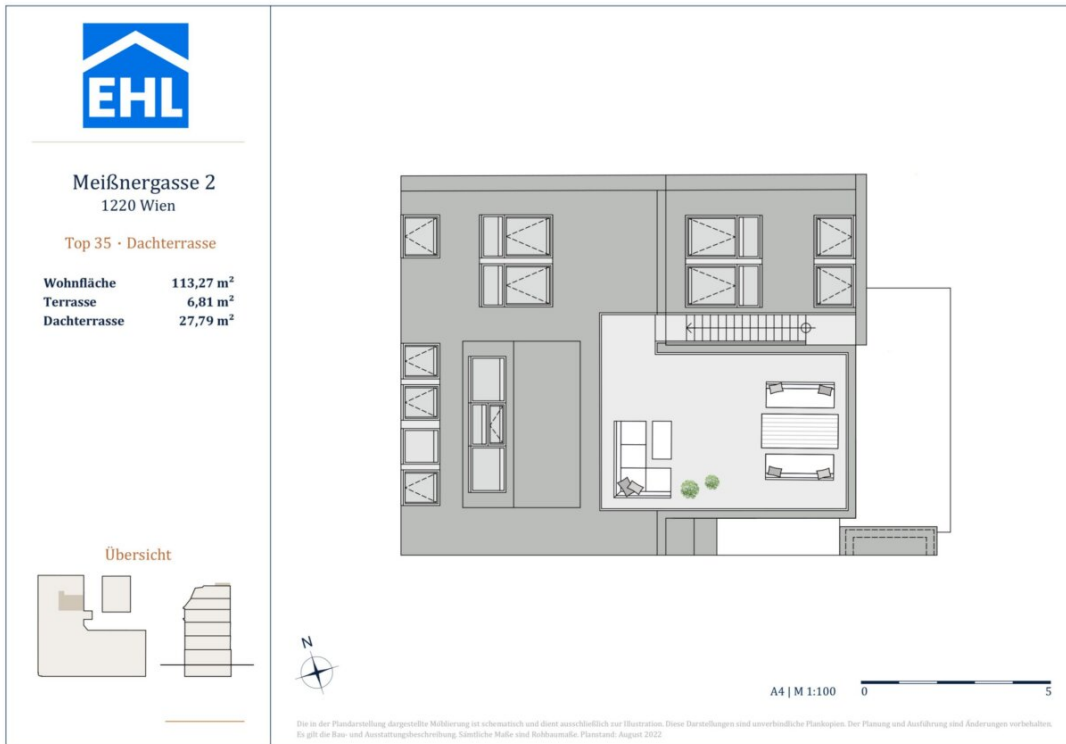 EHL
Meißnergasse 2
1220 Wien
Top 35 · Dachterrasse
Wohnfläche 113,27 m²
Terrasse 6,81 m²
Dachterrasse 27,79 m²
Übersicht
N
A4 | M 1:100 0 5
Die in der Plandarstellung dargestellte Möblierung ist schematisch und dient ausschließlich zur Illustration. Diese Darstellungen sind unverbindliche Plankopien. Der Planung und Ausführung sind Änderungen vorbehalten.
Es gilt die Bau- und Ausstattungsbeschreibung. Sämtliche Maße sind Rohbaumaße. Planstand: August 2022